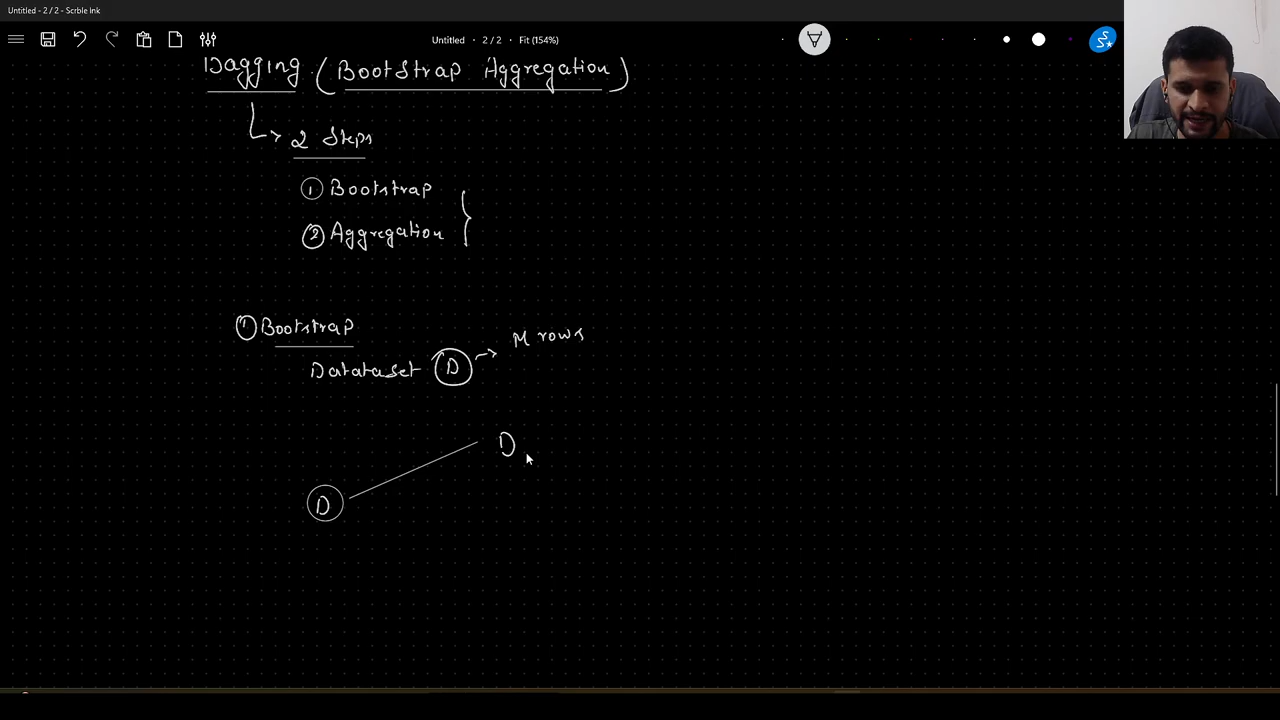 Untitled - 2 / 2 - Scrble Ink
Untitled · 2 / 2 · Fit (154%)
Bagging (BootStrap Aggregation)
2 Steps
1 Bootstrap
2 Aggregation
1 Bootstrap
Datataset D → M rows
D
D